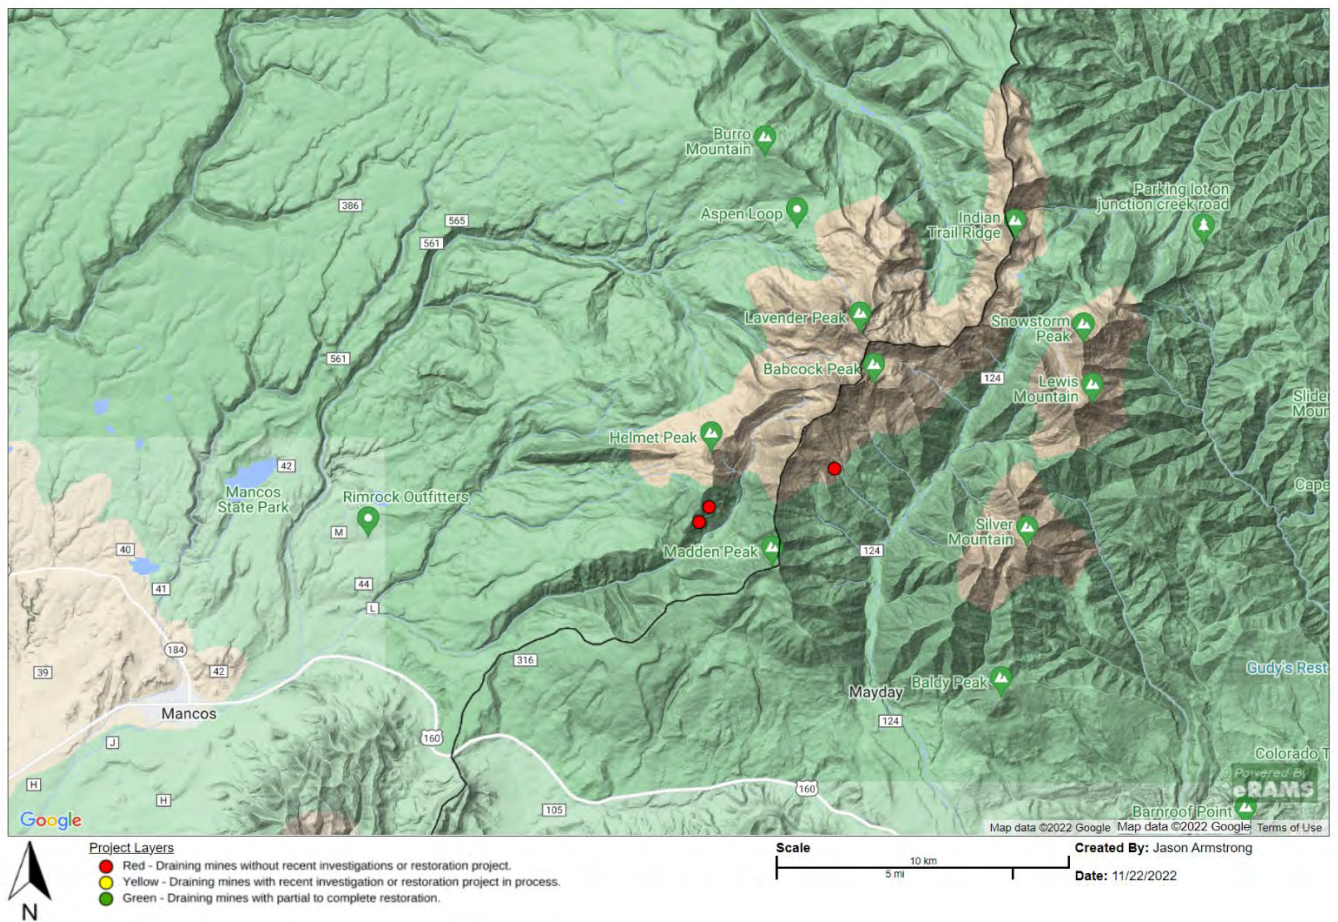 Burro
Mountain
Aspen Loop
386
565
561
Indian
Trail Ridge
Parking lot on
junction creek road
Lavender Peak
Snowstorm
Peak
561
Babcock Peak
124
Lewis
Mountain
Slide
Moun
Helmet Peak
42
Mancos
State Park
Rimrock Outfitters
M
Cape
Silver
Mountain
40
Madden Peak
124
41
44
L
184
42
39
316
Gudy's Rest
Mancos
Mayday
Baldy Peak
124
J
160
H
H
160
105
Colorado T
Powered By
eRAMS
Barnroof Point
Google
Map data ©2022 Google
Map data ©2022 Google
Terms of Use
N
Project Layers
Red - Draining mines without recent investigations or restoration project.
Yellow - Draining mines with recent investigation or restoration project in process.
Green - Draining mines with partial to complete restoration.
Scale
10 km
5 mi
Created By: Jason Armstrong
Date: 11/22/2022